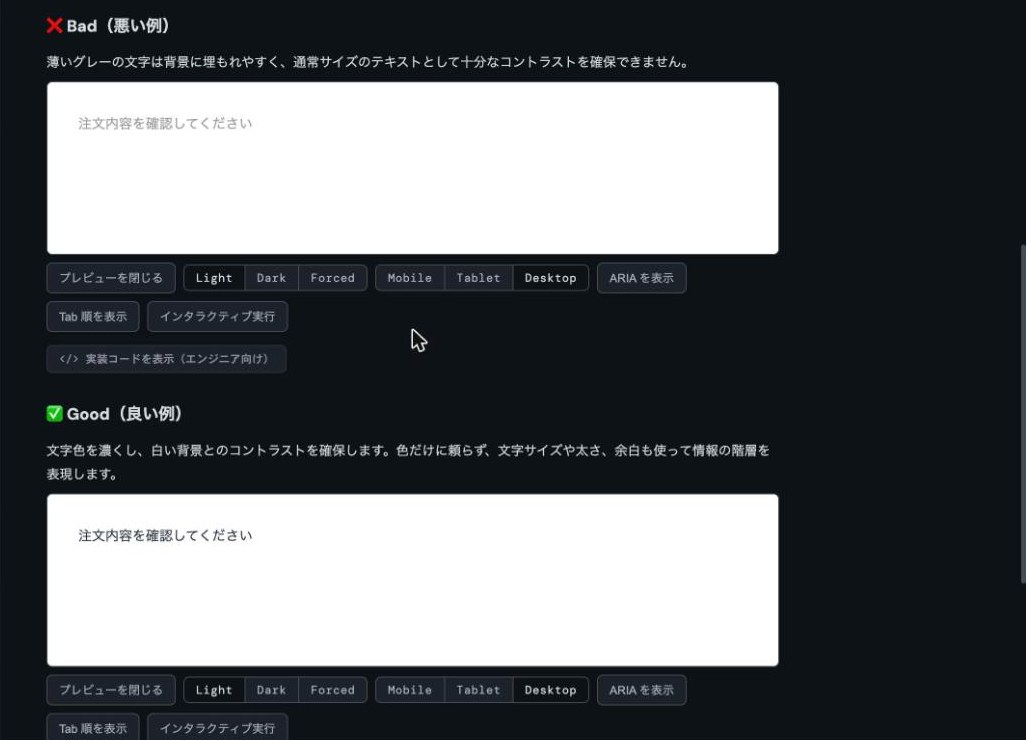 ❌ Bad（悪い例）
薄いグレーの文字は背景に埋もれやすく、通常サイズのテキストとして十分なコントラストを確保できません。
注文内容を確認してください
プレビューを閉じる Light Dark Forced Mobile Tablet Desktop ARIA を表示
Tab 順を表示 インタラクティブ実行
</> 実装コードを表示（エンジニア向け）
✅ Good（良い例）
文字色を濃くし、白い背景とのコントラストを確保します。色だけに頼らず、文字サイズや太さ、余白も使って情報の階層を
表現します。
注文内容を確認してください
プレビューを閉じる Light Dark Forced Mobile Tablet Desktop ARIA を表示
Tab 順を表示 インタラクティブ実行